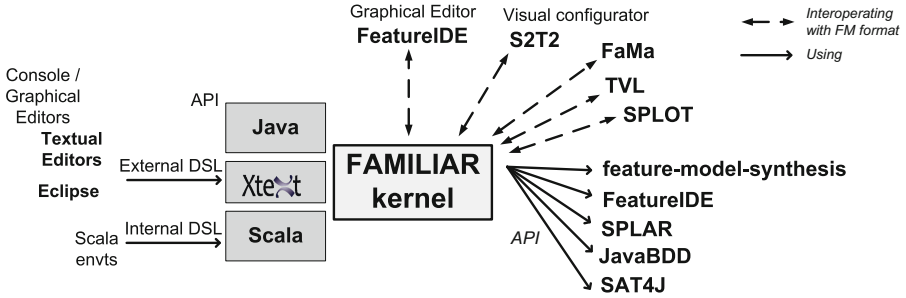 Graphical Editor
FeatureIDE
Visual configurator
S2T2
Interoperating
with FM format
Using
FaMa
TVL
SPLOT
Console /
Graphical
Editors
Textual
Editors
Eclipse
API
Java
External DSL
Xtext
Internal DSL
Scala
Scala
envts
FAMILIAR
kernel
API
feature-model-synthesis
FeatureIDE
SPLAR
JavaBDD
SAT4J